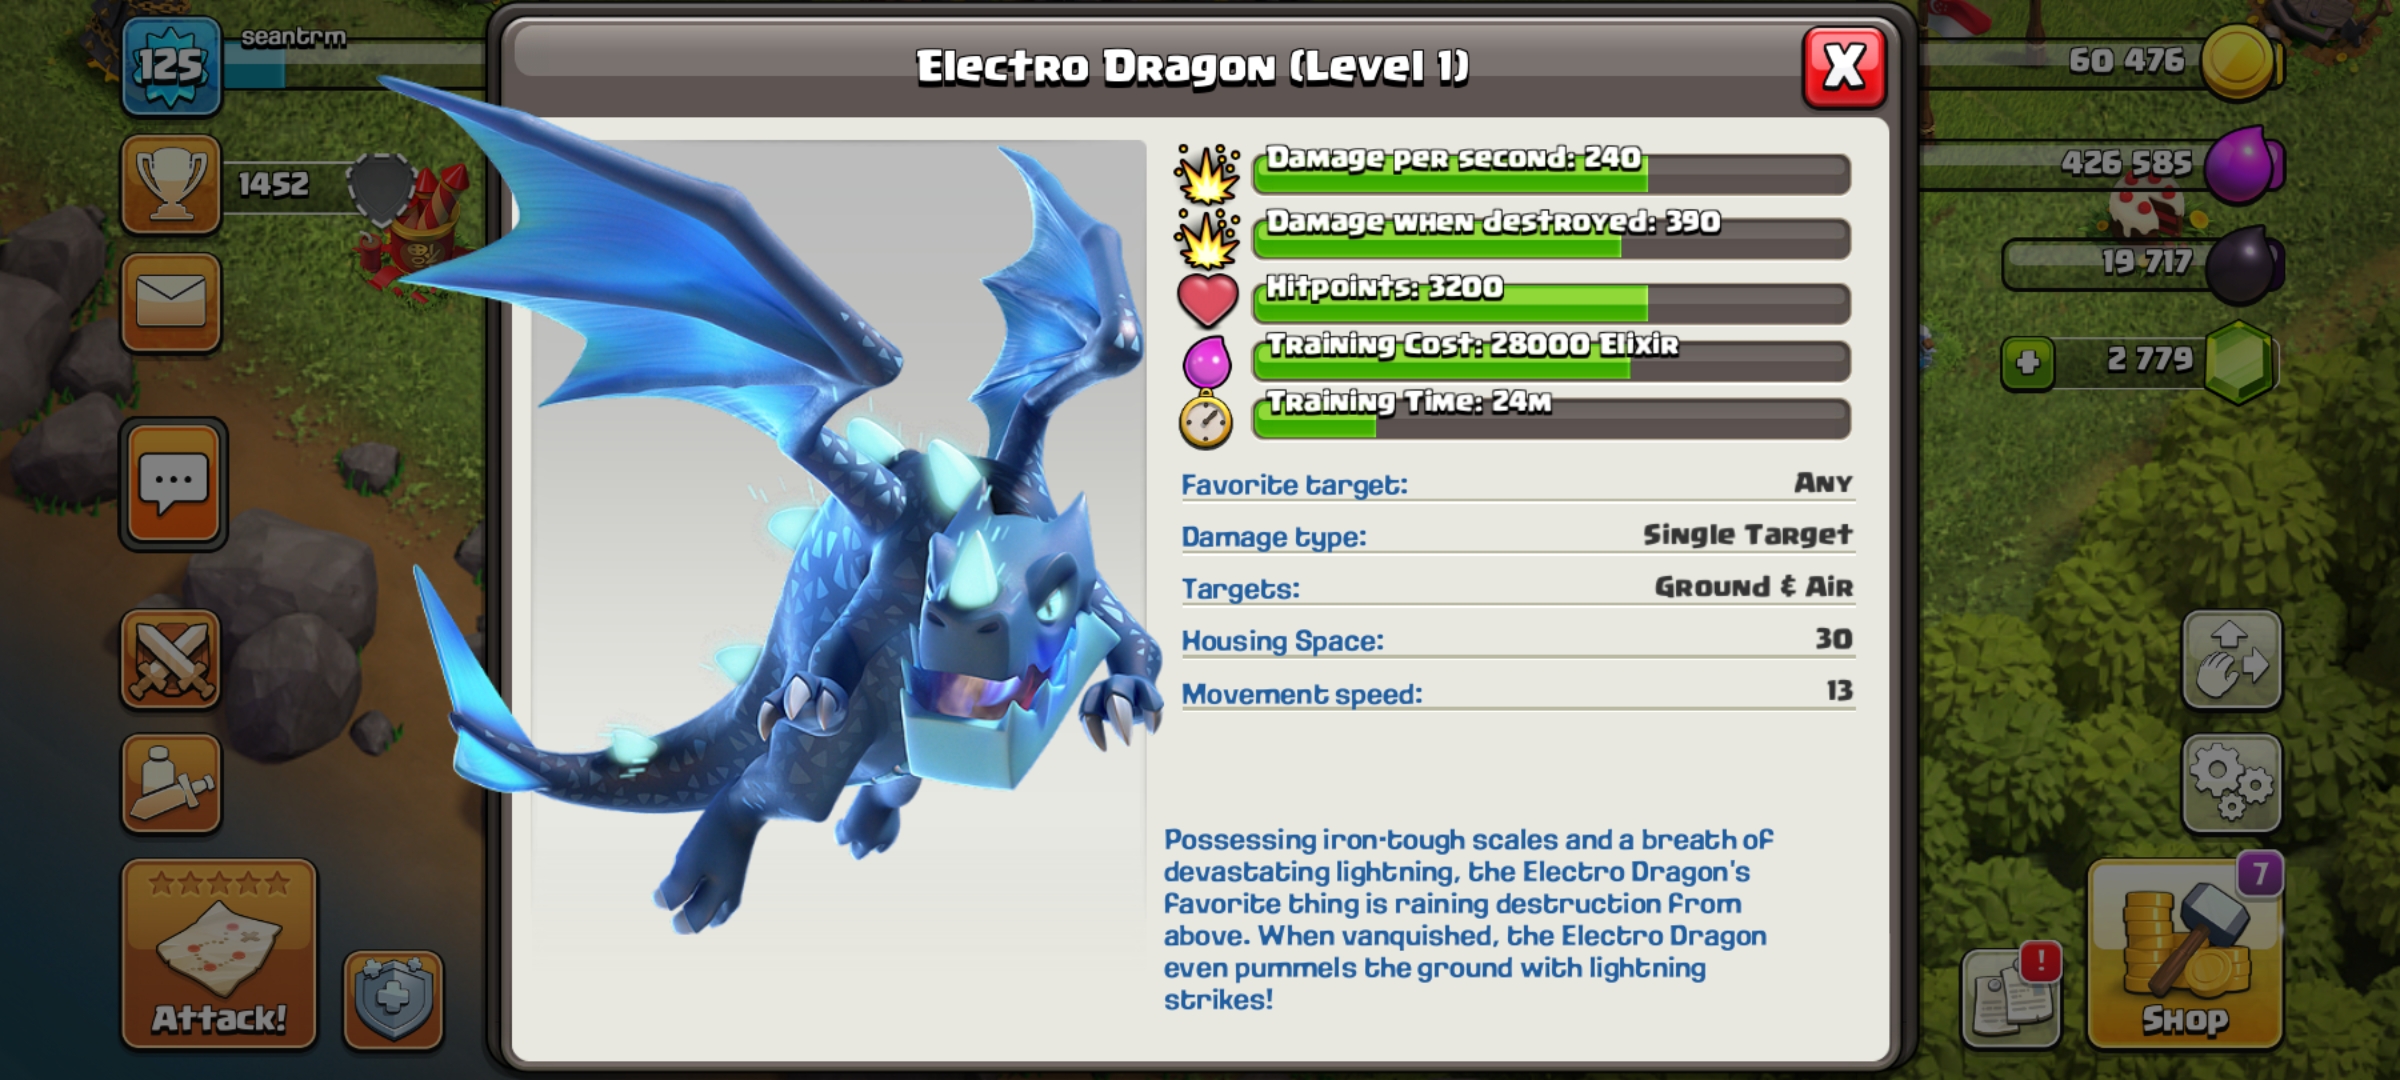 125
seantrm
1452
Attack!
Electro Dragon (Level 1)
X
Damage per second: 240
Damage when destroyed: 390
Hitpoints: 3200
Training Cost: 28000 Elixir
Training Time: 24m
Favorite target: Any
Damage type: Single Target
Targets: Ground & Air
Housing Space: 30
Movement speed: 13
Possessing iron-tough scales and a breath of
devastating lightning, the Electro Dragon's
favorite thing is raining destruction from
above. When vanquished, the Electro Dragon
even pummels the ground with lightning
strikes!
60 476
426 585
19 717
+ 2 779
7
!
Shop